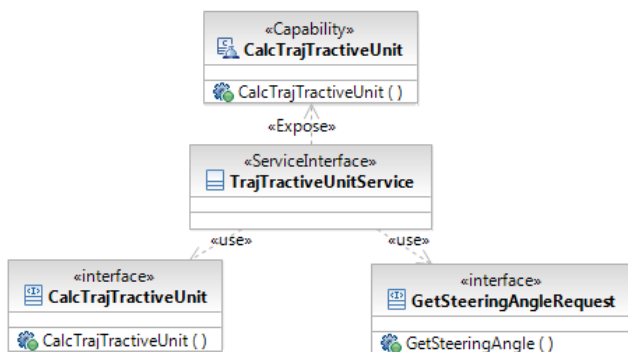 «Capability»
CalcTrajTractiveUnit
CalcTrajTractiveUnit ( )
«Expose»
«ServiceInterface»
TrajTractiveUnitService
«use»
«use»
«interface»
CalcTrajTractiveUnit
CalcTrajTractiveUnit ( )
«interface»
GetSteeringAngleRequest
GetSteeringAngle ( )